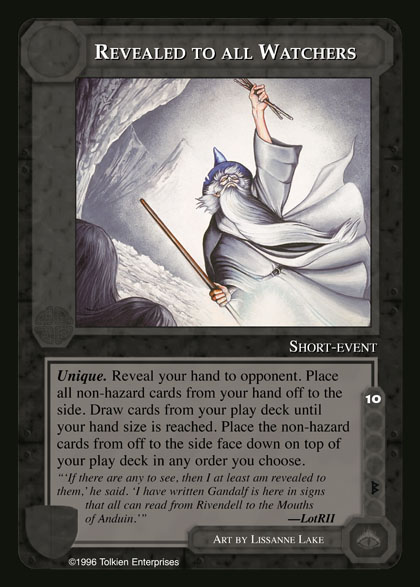 REVEALED TO ALL WATCHERS
SHORT-EVENT
Unique. Reveal your hand to opponent. Place
all non-hazard cards from your hand off to the
side. Draw cards from your play deck until
your hand size is reached. Place the non-hazard
cards from off to the side face down on top of
your play deck in any order you choose.
“‘If there are any to see, then I at least am revealed to
them,’ he said. ‘I have written Gandalf is here in signs
that all can read from Rivendell to the Mouths
of Anduin.’” —LotRII
10
ART BY LISSANNE LAKE
©1996 Tolkien Enterprises